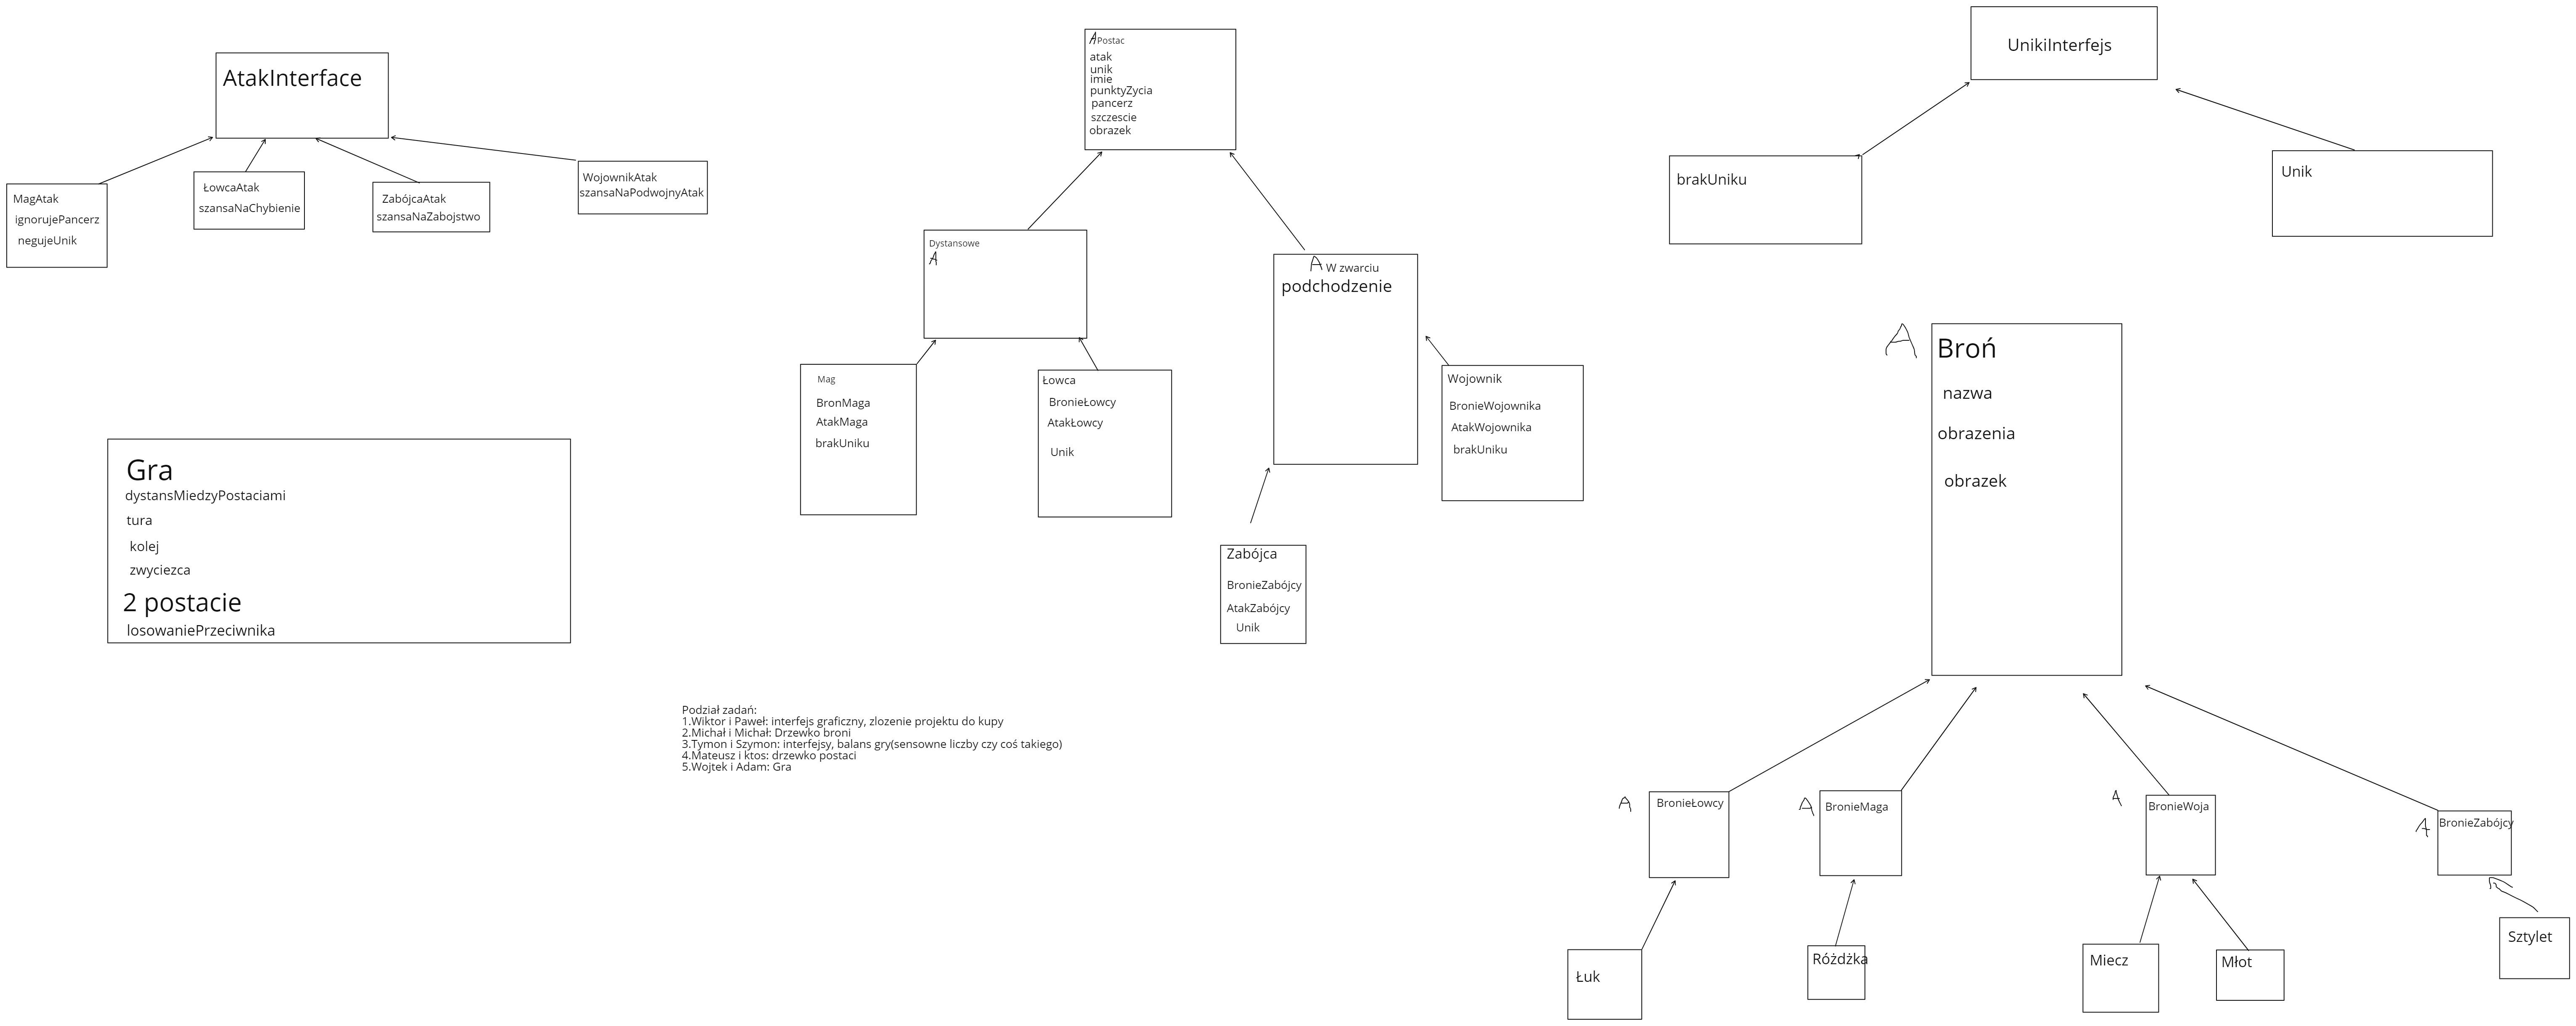 AtakInterface
MagAtak
ignorujePancerz
negujeUnik
ŁowcaAtak
szansaNaChybienie
ZabójcaAtak
szansaNaZabojstwo
WojownikAtak
szansaNaPodwojnyAtak
A Postac
atak
unik
imie
punktyZycia
pancerz
szczescie
obrazek
Dystansowe
A
A W zwarciu
podchodzenie
Mag
BronMaga
AtakMaga
brakUniku
Łowca
BronieŁowcy
AtakŁowcy
Unik
Wojownik
BronieWojownika
AtakWojownika
brakUniku
Zabójca
BronieZabójcy
AtakZabójcy
Unik
UnikiInterfejs
brakUniku
Unik
Gra
dystansMiedzyPostaciami
tura
kolej
zwyciezca
2 postacie
losowaniePrzeciwnika
Podział zadań:
1.Wiktor i Paweł: interfejs graficzny, zlozenie projektu do kupy
2.Michał i Michał: Drzewko broni
3.Tymon i Szymon: interfejsy, balans gry(sensowne liczby czy coś takiego)
4.Mateusz i ktos: drzewko postaci
5.Wojtek i Adam: Gra
A Broń
nazwa
obrazenia
obrazek
A BronieŁowcy
A BronieMaga
A BronieWoja
A BronieZabójcy
Łuk
Różdżka
Miecz
Młot
Sztylet